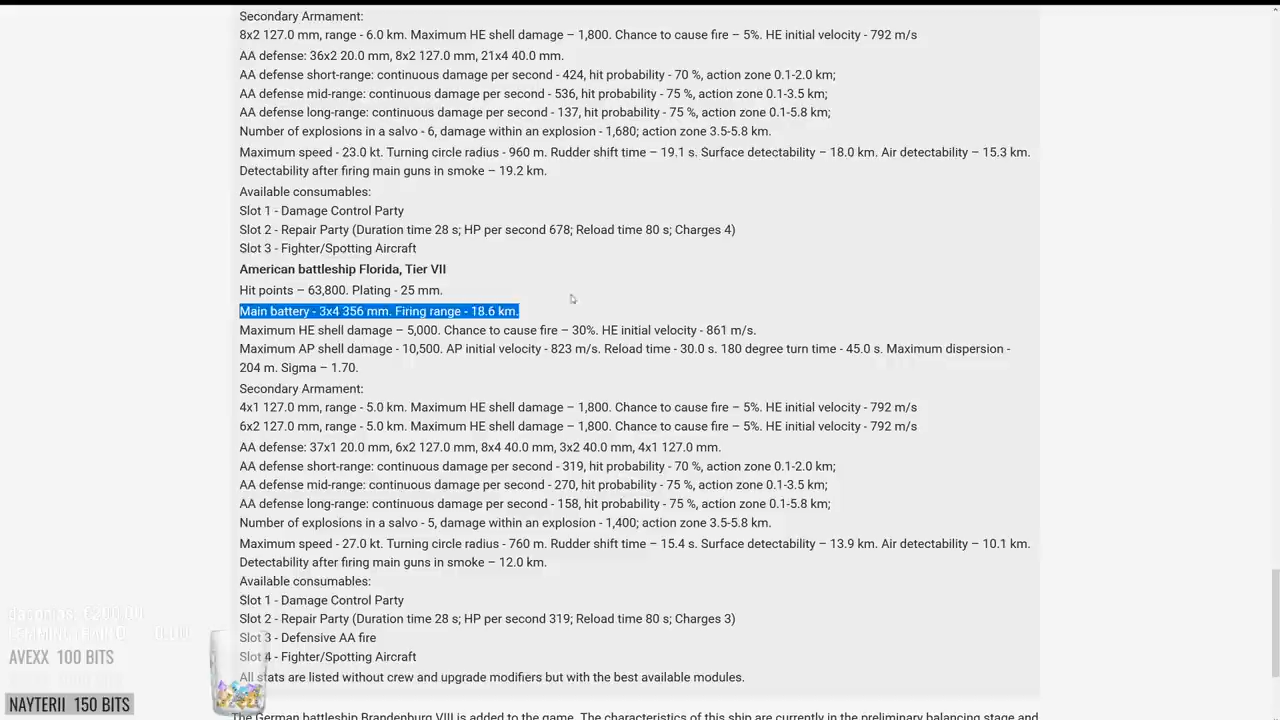 Secondary Armament:
8x2 127.0 mm, range - 6.0 km. Maximum HE shell damage – 1,800. Chance to cause fire – 5%. HE initial velocity - 792 m/s
AA defense: 36x2 20.0 mm, 8x2 127.0 mm, 21x4 40.0 mm.
AA defense short-range: continuous damage per second - 424, hit probability - 70 %, action zone 0.1-2.0 km;
AA defense mid-range: continuous damage per second - 536, hit probability - 75 %, action zone 0.1-3.5 km;
AA defense long-range: continuous damage per second - 137, hit probability - 75 %, action zone 0.1-5.8 km;
Number of explosions in a salvo - 6, damage within an explosion - 1,680; action zone 3.5-5.8 km.
Maximum speed - 23.0 kt. Turning circle radius - 960 m. Rudder shift time – 19.1 s. Surface detectability – 18.0 km. Air detectability – 15.3 km.
Detectability after firing main guns in smoke – 19.2 km.
Available consumables:
Slot 1 - Damage Control Party
Slot 2 - Repair Party (Duration time 28 s; HP per second 678; Reload time 80 s; Charges 4)
Slot 3 - Fighter/Spotting Aircraft
American battleship Florida, Tier VII
Hit points – 63,800. Plating - 25 mm.
Main battery - 3x4 356 mm. Firing range - 18.6 km.
Maximum HE shell damage – 5,000. Chance to cause fire – 30%. HE initial velocity - 861 m/s.
Maximum AP shell damage - 10,500. AP initial velocity - 823 m/s. Reload time - 30.0 s. 180 degree turn time - 45.0 s. Maximum dispersion -
204 m. Sigma – 1.70.
Secondary Armament:
4x1 127.0 mm, range - 5.0 km. Maximum HE shell damage – 1,800. Chance to cause fire – 5%. HE initial velocity - 792 m/s
6x2 127.0 mm, range - 5.0 km. Maximum HE shell damage – 1,800. Chance to cause fire – 5%. HE initial velocity - 792 m/s
AA defense: 37x1 20.0 mm, 6x2 127.0 mm, 8x4 40.0 mm, 3x2 40.0 mm, 4x1 127.0 mm.
AA defense short-range: continuous damage per second - 319, hit probability - 70 %, action zone 0.1-2.0 km;
AA defense mid-range: continuous damage per second - 270, hit probability - 75 %, action zone 0.1-3.5 km;
AA defense long-range: continuous damage per second - 158, hit probability - 75 %, action zone 0.1-5.8 km;
Number of explosions in a salvo - 5, damage within an explosion - 1,400; action zone 3.5-5.8 km.
Maximum speed - 27.0 kt. Turning circle radius - 760 m. Rudder shift time – 15.4 s. Surface detectability – 13.9 km. Air detectability – 10.1 km.
Detectability after firing main guns in smoke – 12.0 km.
Available consumables:
Slot 1 - Damage Control Party
Slot 2 - Repair Party (Duration time 28 s; HP per second 319; Reload time 80 s; Charges 3)
Slot 3 - Defensive AA fire
Slot 4 - Fighter/Spotting Aircraft
All stats are listed without crew and upgrade modifiers but with the best available modules.
The German battleship Brandenburg VIII is added to the game. The characteristics of this ship are currently in the preliminary balancing stage and
AVEXX 100 BITS
NAYTERII 150 BITS